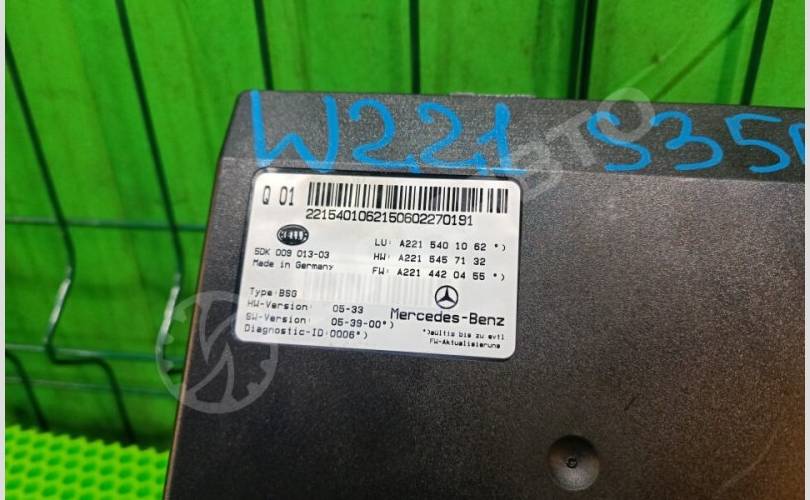 W221 S35
Q 01
2215401062150602270191
HELLA
5DK 009 013-03
Made in Germany
LU: A221 540 10 62 *)
HW: A221 545 71 32
FW: A221 442 04 55 *)
Type:BSG
HW-Version: 05-33
SW-Version: 05-39-00*)
Diagnostic-ID:0006*)
Mercedes-Benz
*)gültig bis zu evtl
FW-Aktualisierung
АВТО